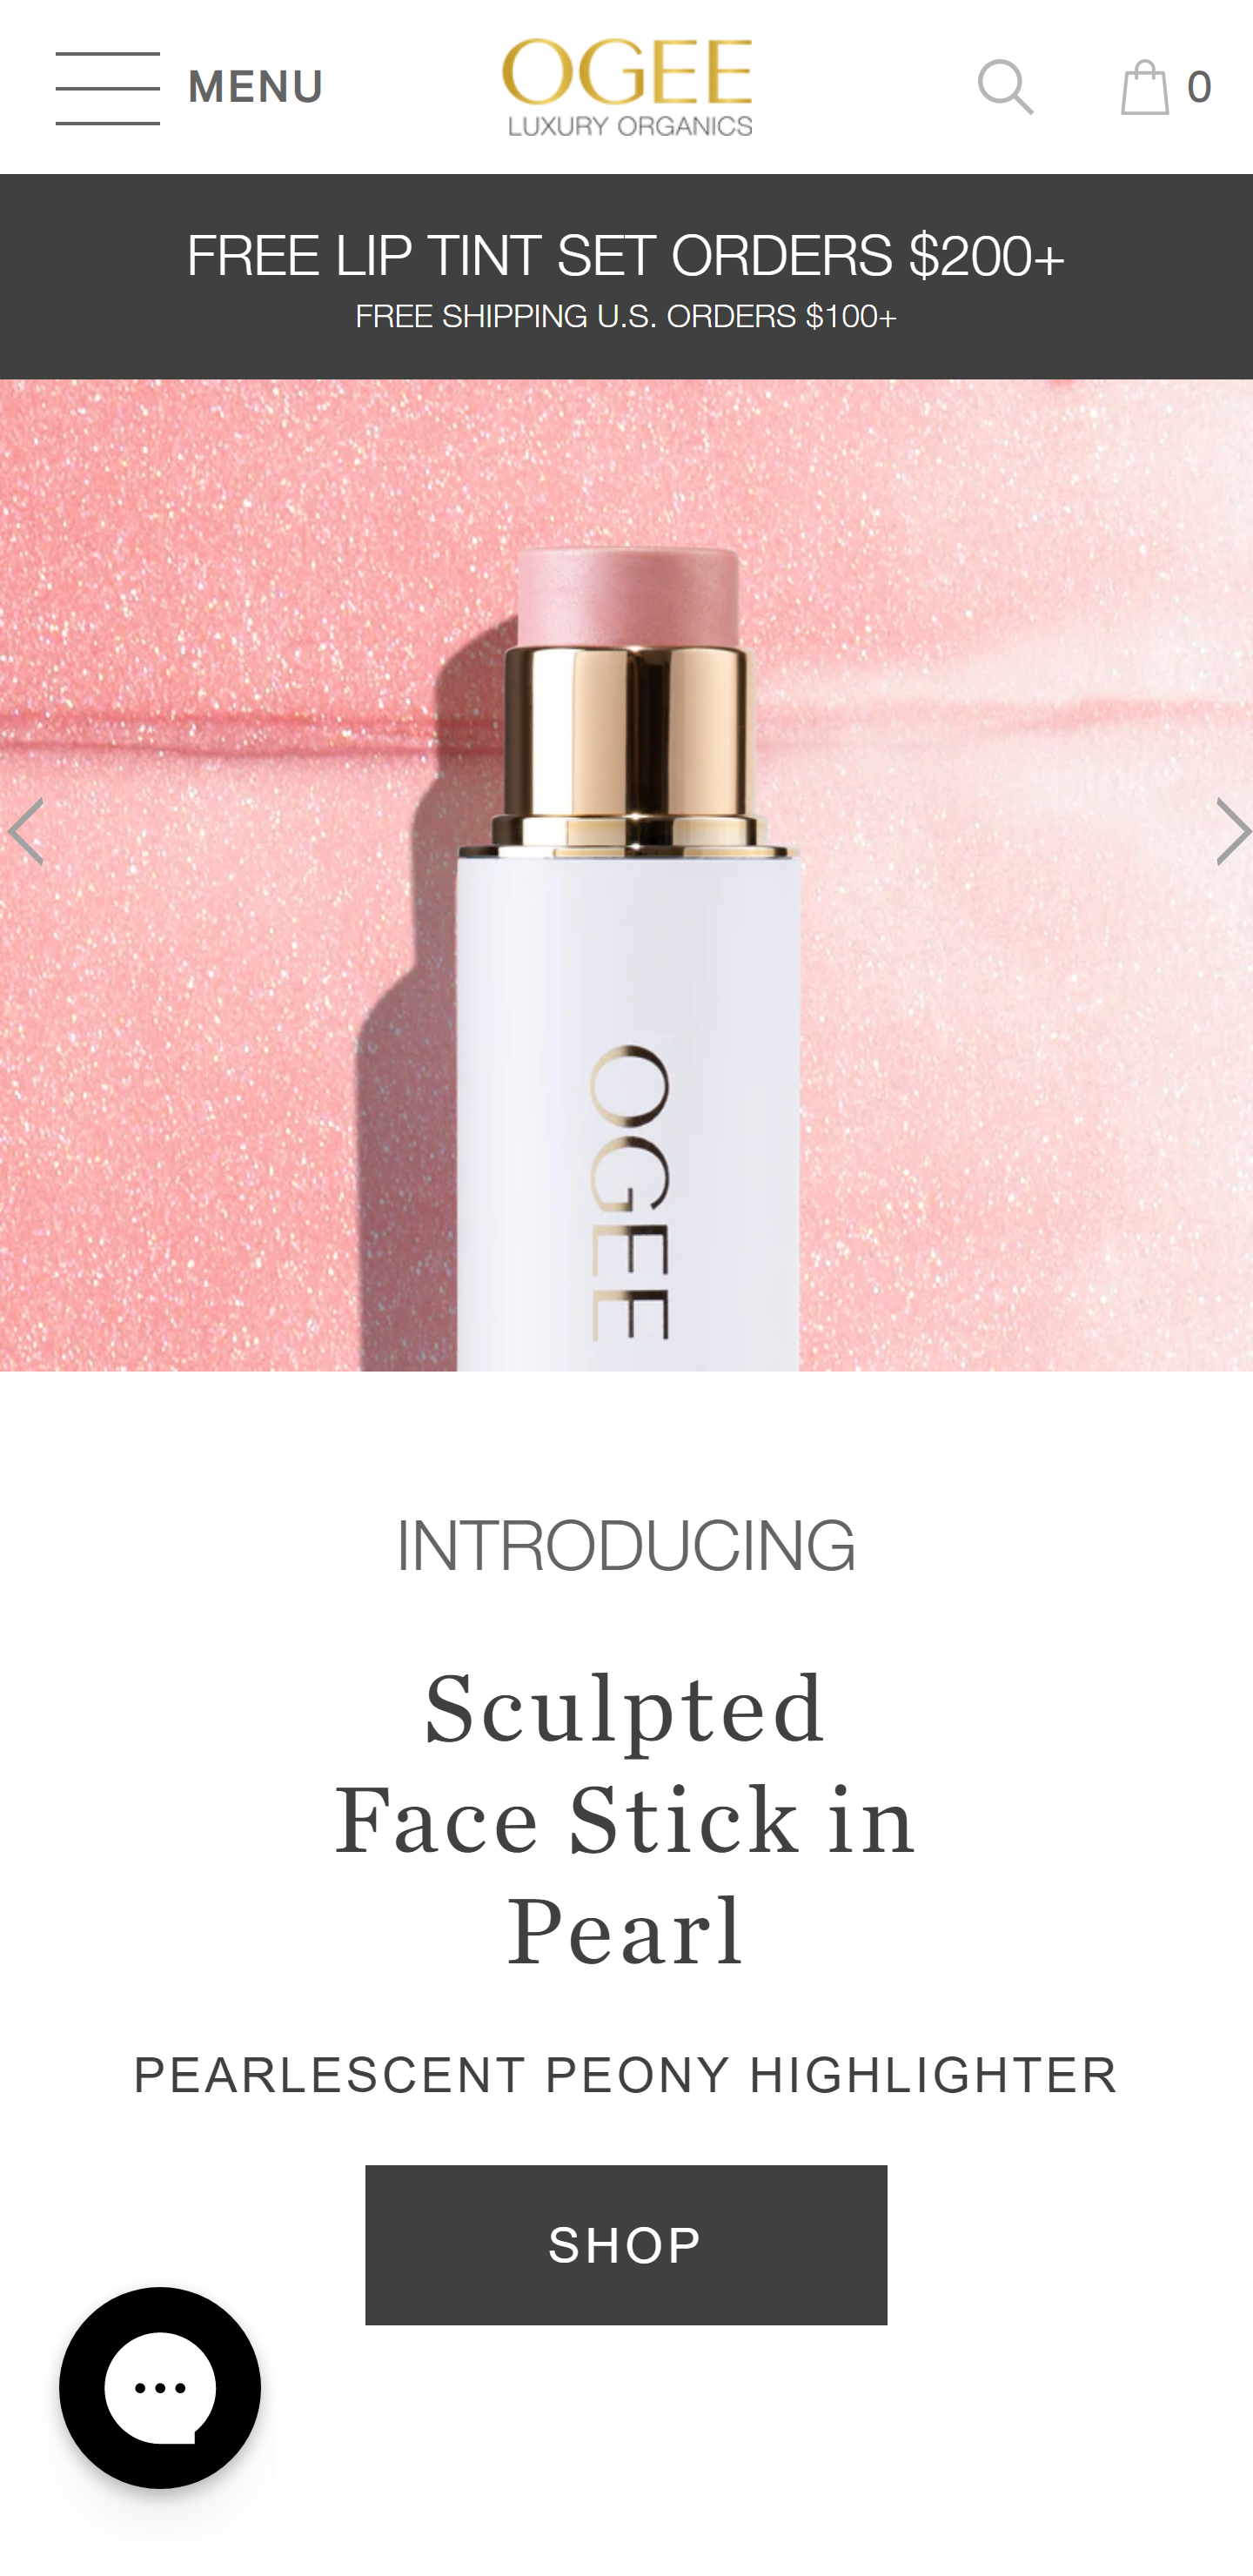 MENU
OGEE
LUXURY ORGANICS
0
FREE LIP TINT SET ORDERS $200+
FREE SHIPPING U.S. ORDERS $100+
OGEE
INTRODUCING
Sculpted
Face Stick in
Pearl
PEARLESCENT PEONY HIGHLIGHTER
SHOP